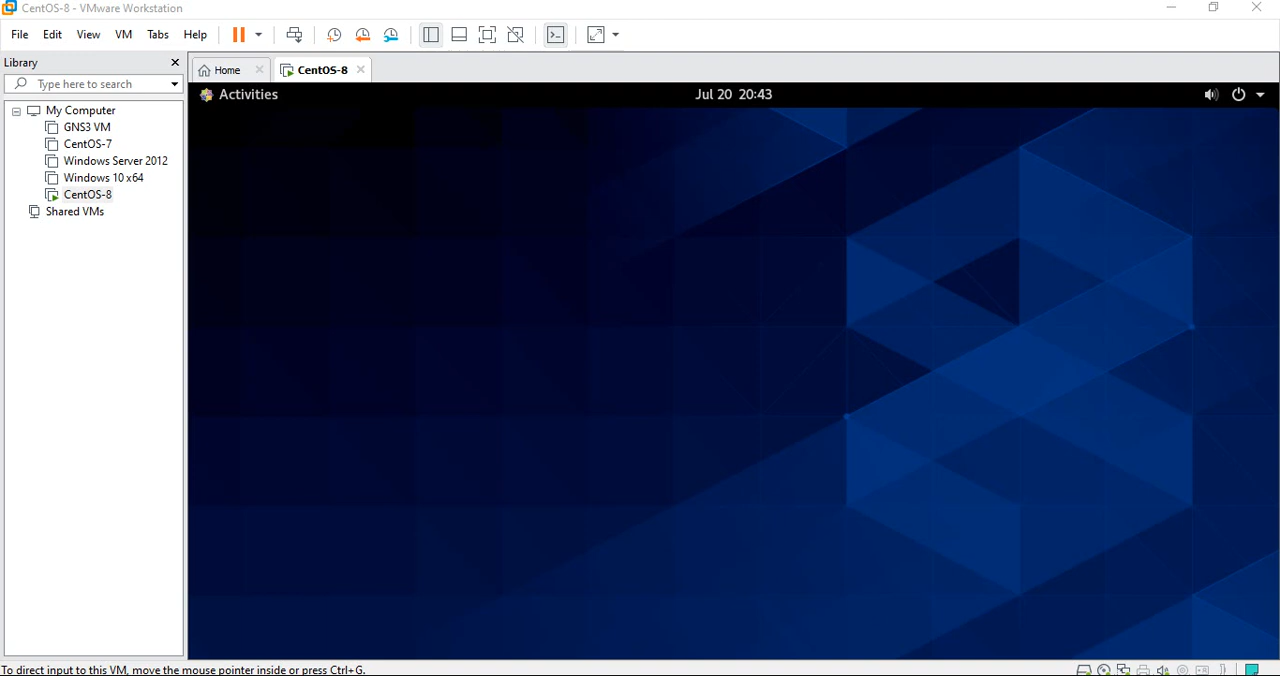 CentOS-8 - VMware Workstation
File Edit View VM Tabs Help
Library
Type here to search
My Computer
GNS3 VM
CentOS-7
Windows Server 2012
Windows 10 x64
CentOS-8
Shared VMs
Home CentOS-8
Activities Jul 20 20:43
To direct input to this VM, move the mouse pointer inside or press Ctrl+G.